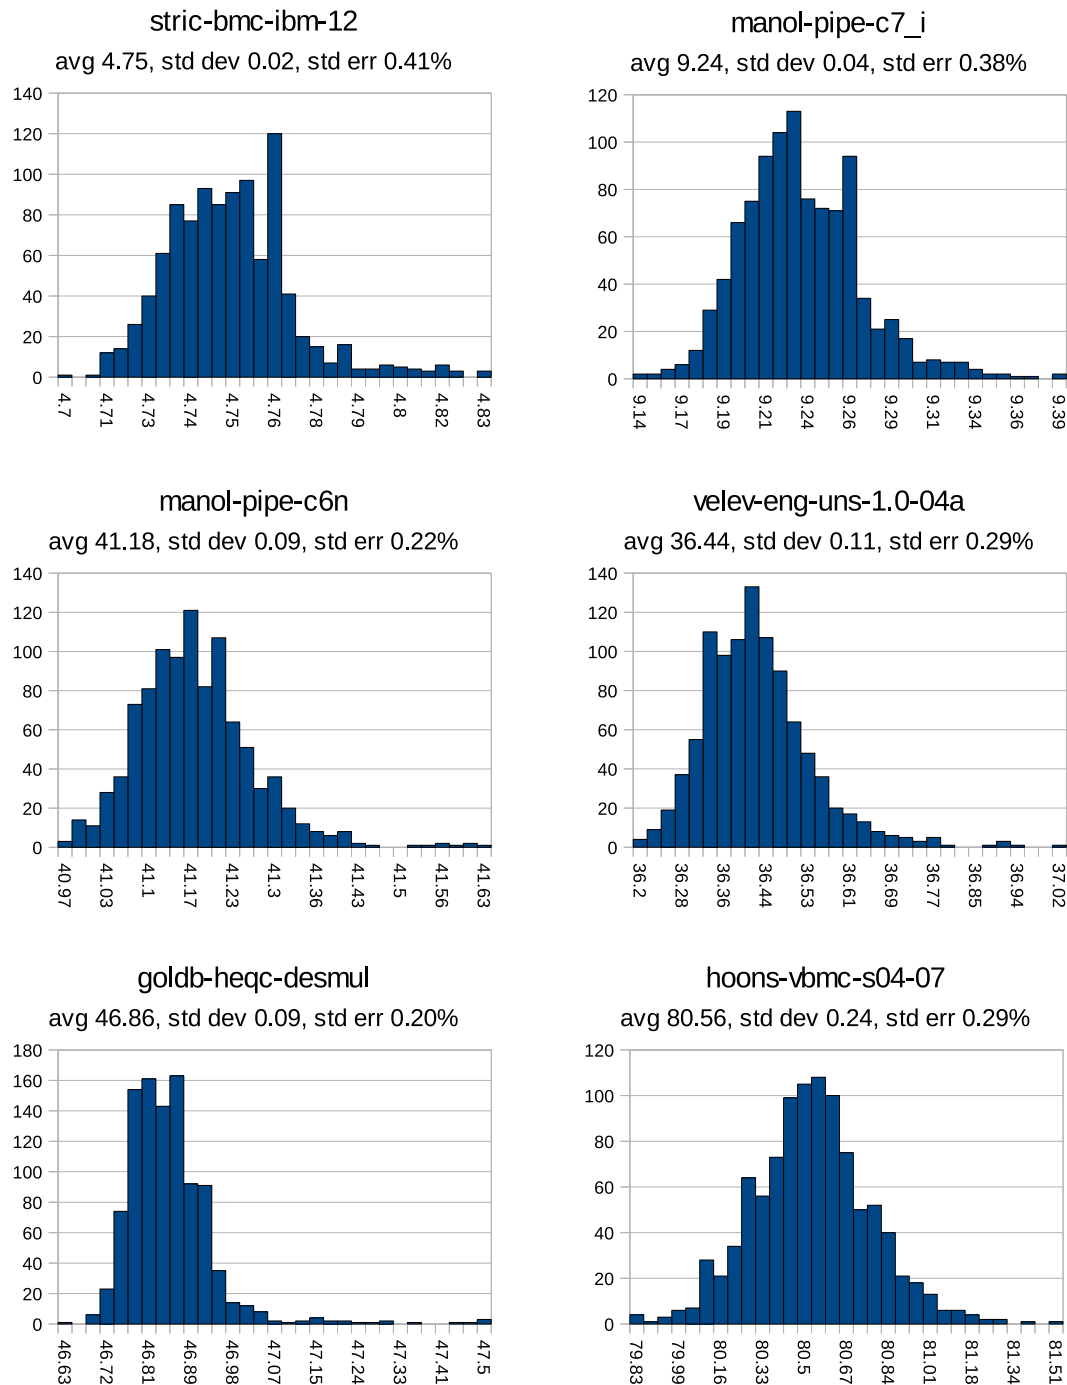 stric-bmc-ibm-12
avg 4.75, std dev 0.02, std err 0.41%
140
120
100
80
60
40
20
0
4.7 4.71 4.73 4.74 4.75 4.76 4.78 4.79 4.8 4.82 4.83
manol-pipe-c7_i
avg 9.24, std dev 0.04, std err 0.38%
120
100
80
60
40
20
0
9.14 9.17 9.19 9.21 9.24 9.26 9.29 9.31 9.34 9.36 9.39
manol-pipe-c6n
avg 41.18, std dev 0.09, std err 0.22%
140
120
100
80
60
40
20
0
40.97 41.03 41.1 41.17 41.23 41.3 41.36 41.43 41.5 41.56 41.63
velev-eng-uns-1.0-04a
avg 36.44, std dev 0.11, std err 0.29%
140
120
100
80
60
40
20
0
36.2 36.28 36.36 36.44 36.53 36.61 36.69 36.77 36.85 36.94 37.02
goldb-heqc-desmul
avg 46.86, std dev 0.09, std err 0.20%
180
160
140
120
100
80
60
40
20
0
46.63 46.72 46.81 46.89 46.98 47.07 47.15 47.24 47.33 47.41 47.5
hoons-vbmc-s04-07
avg 80.56, std dev 0.24, std err 0.29%
120
100
80
60
40
20
0
79.83 79.99 80.16 80.33 80.5 80.67 80.84 81.01 81.18 81.34 81.51